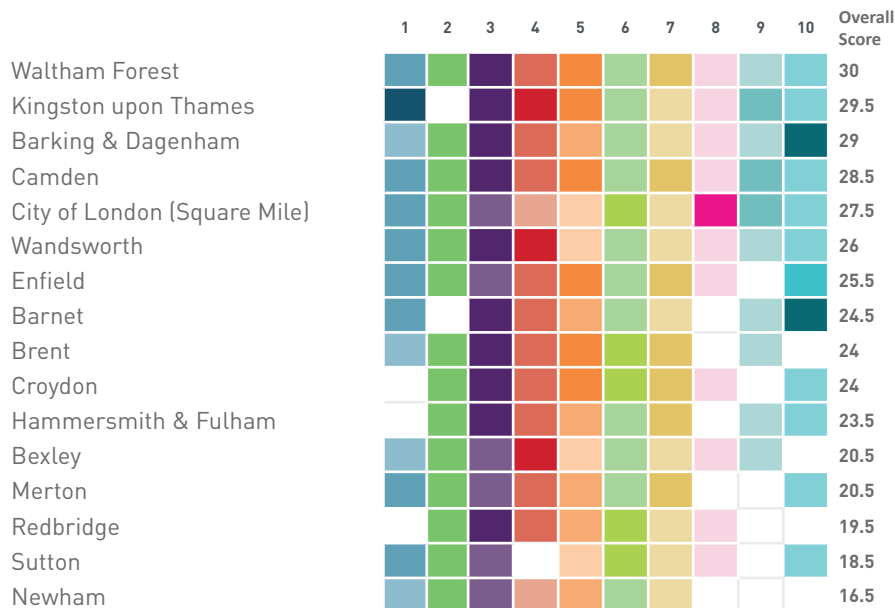 1 2 3 4 5 6 7 8 9 10 Overall Score
Waltham Forest 30
Kingston upon Thames 29.5
Barking & Dagenham 29
Camden 28.5
City of London (Square Mile) 27.5
Wandsworth 26
Enfield 25.5
Barnet 24.5
Brent 24
Croydon 24
Hammersmith & Fulham 23.5
Bexley 20.5
Merton 20.5
Redbridge 19.5
Sutton 18.5
Newham 16.5